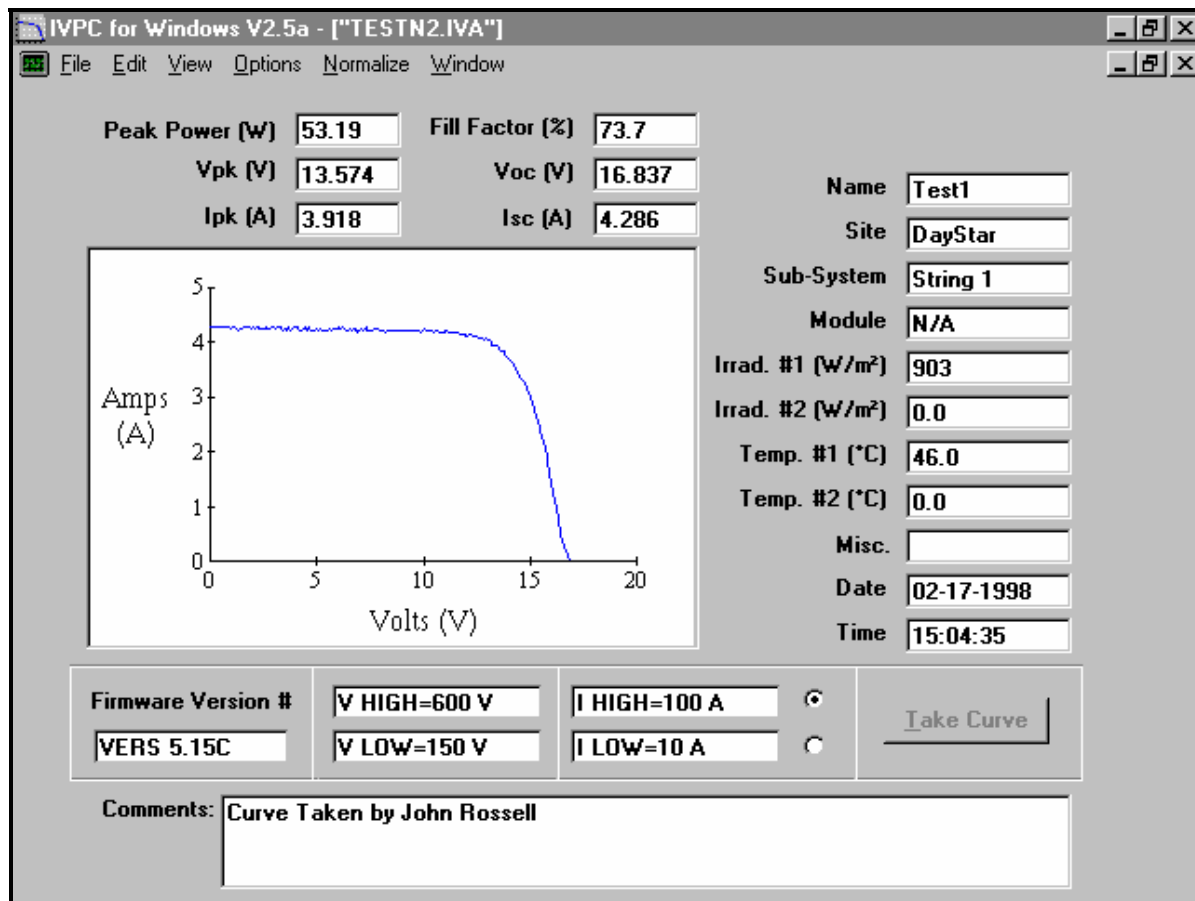 IVPC for Windows V2.5a - ["TESTN2.IVA"]
File Edit View Options Normalize Window
Peak Power (W) 53.19 Fill Factor (%) 73.7
Vpk (V) 13.574 Voc (V) 16.837
Ipk (A) 3.918 Isc (A) 4.286
Name Test1
Site DayStar
Sub-System String 1
Module N/A
Irrad. #1 (W/m²) 903
Irrad. #2 (W/m²) 0.0
Temp. #1 (°C) 46.0
Temp. #2 (°C) 0.0
Misc.
Date 02-17-1998
Time 15:04:35
5
4
Amps 3
(A)
2
1
0
0 5 10 15 20
Volts (V)
Firmware Version # V HIGH=600 V I HIGH=100 A
VERS 5.15C V LOW=150 V I LOW=10 A
Take Curve
Comments: Curve Taken by John Rossell